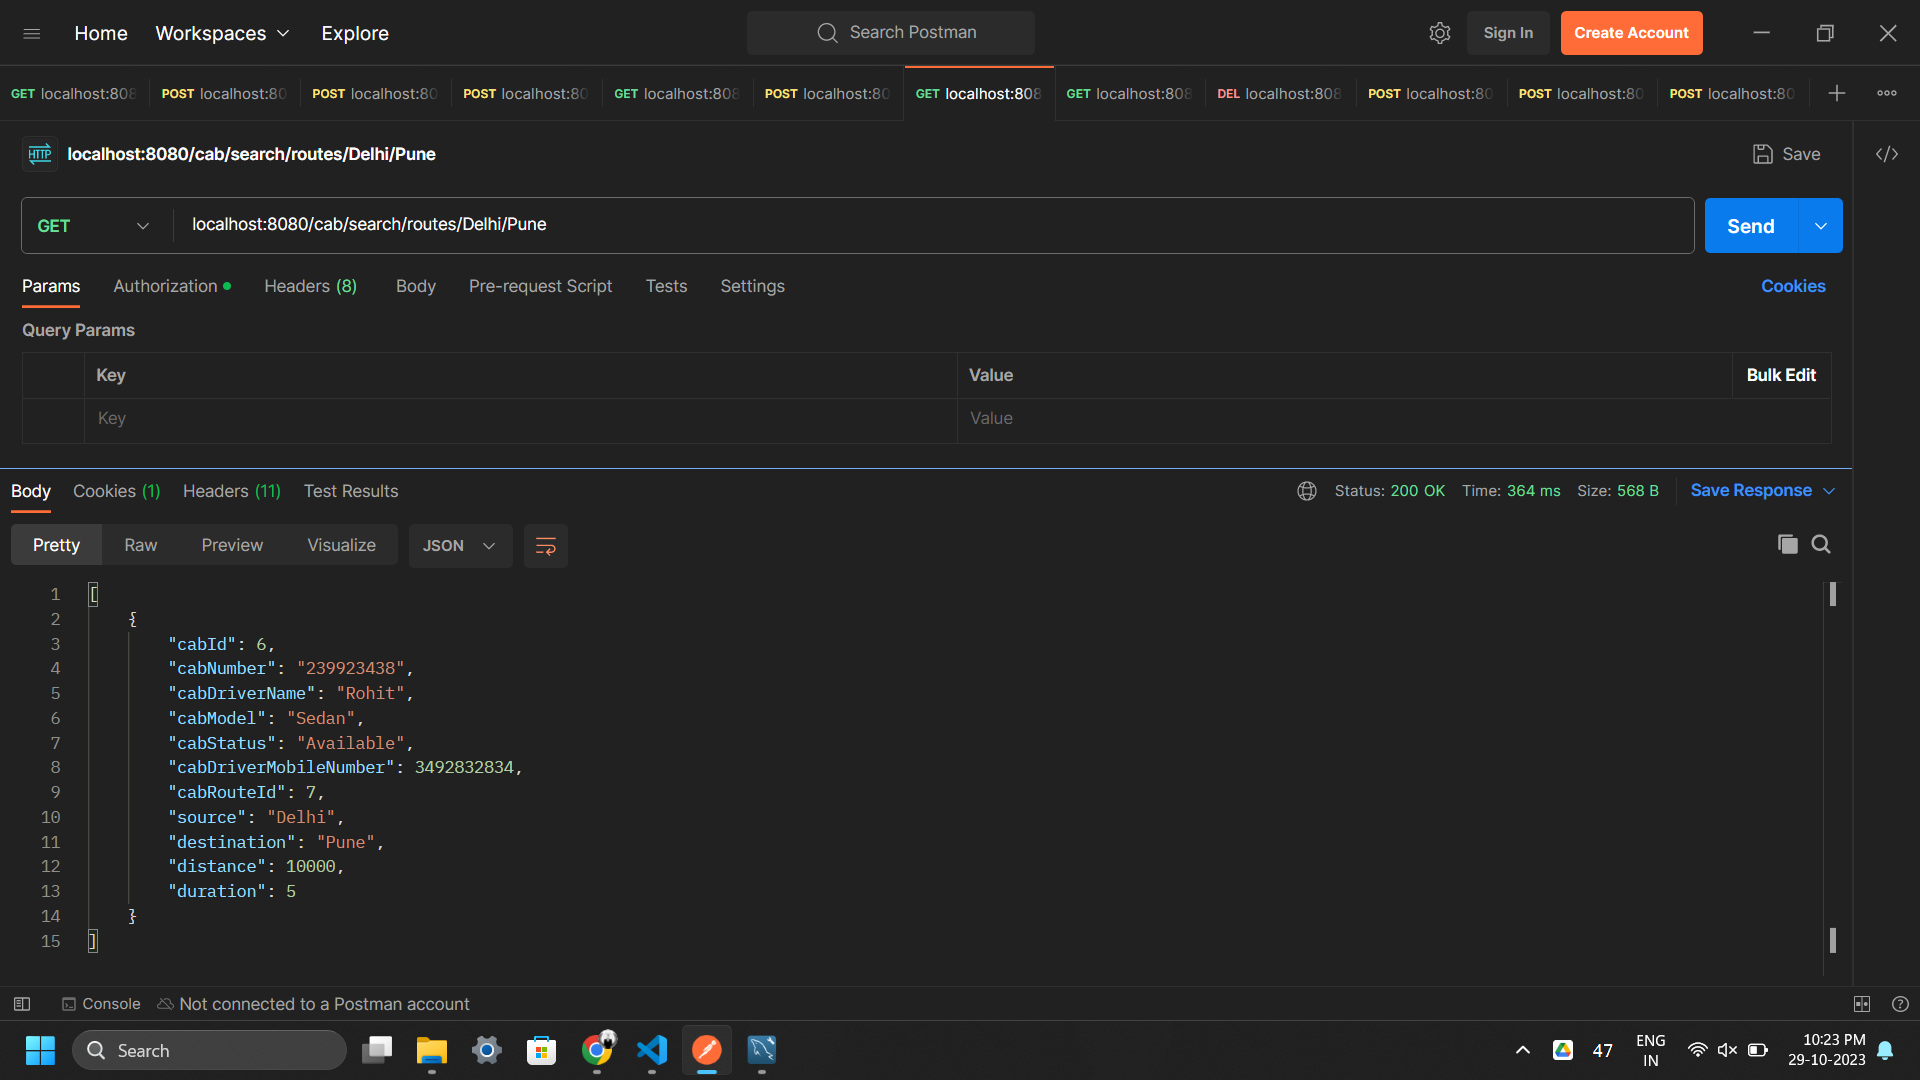 Home Workspaces Explore Search Postman Sign In Create Account
GET localhost:808 POST localhost:80 POST localhost:80 POST localhost:80 GET localhost:808 POST localhost:80 GET localhost:808 GET localhost:808 DEL localhost:808 POST localhost:80 POST localhost:80 POST localhost:80
HTTP localhost:8080/cab/search/routes/Delhi/Pune Save </>
GET localhost:8080/cab/search/routes/Delhi/Pune Send
Params Authorization Headers (8) Body Pre-request Script Tests Settings Cookies
Query Params
Key Value Bulk Edit
Key Value
Body Cookies (1) Headers (11) Test Results Status: 200 OK Time: 364 ms Size: 568 B Save Response
Pretty Raw Preview Visualize JSON
1 [
2 {
3 "cabId": 6,
4 "cabNumber": "239923438",
5 "cabDriverName": "Rohit",
6 "cabModel": "Sedan",
7 "cabStatus": "Available",
8 "cabDriverMobileNumber": 3492832834,
9 "cabRouteId": 7,
10 "source": "Delhi",
11 "destination": "Pune",
12 "distance": 10000,
13 "duration": 5
14 }
15 ]
Console Not connected to a Postman account
Search 47 ENG 10:23 PM
IN 29-10-2023